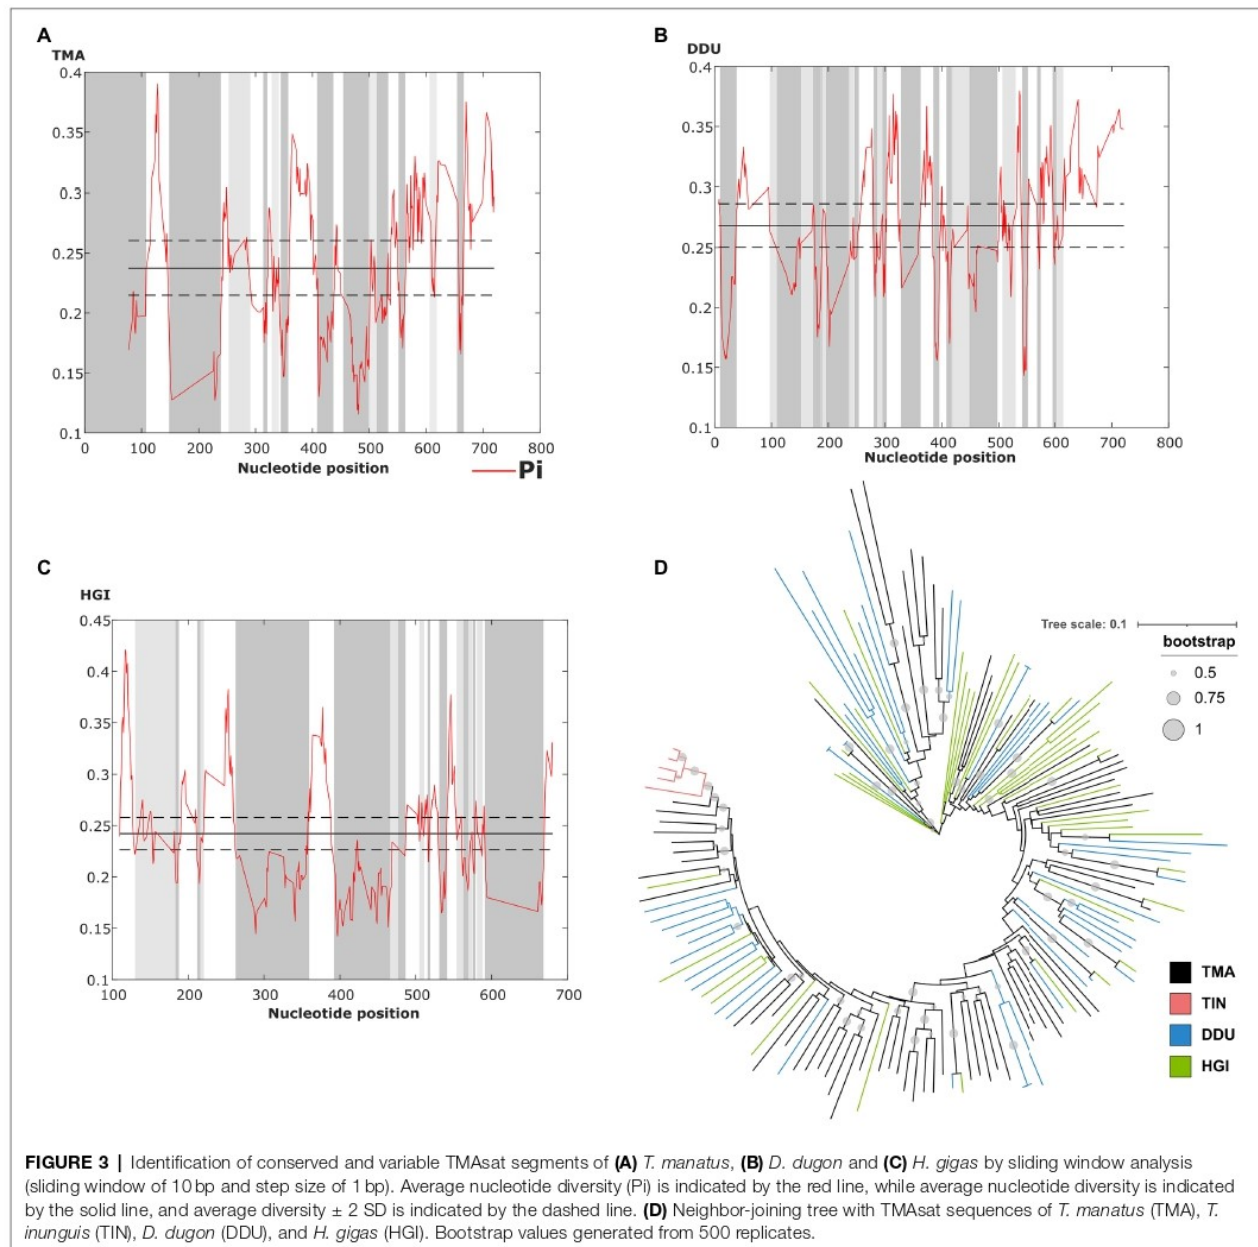 A
TMA
0.4
0.35
0.3
0.25
0.2
0.15
0.1
0 100 200 300 400 500 600 700 800
Nucleotide position
Pi
B
DDU
0.4
0.35
0.3
0.25
0.2
0.15
0.1
0 100 200 300 400 500 600 700 800
Nucleotide position
C
HGI
0.45
0.4
0.35
0.3
0.25
0.2
0.15
0.1
100 200 300 400 500 600 700
Nucleotide position
D
Tree scale: 0.1
bootstrap
0.5
0.75
1
TMA
TIN
DDU
HGI
FIGURE 3 | Identification of conserved and variable TMAsat segments of (A) T. manatus, (B) D. dugon and (C) H. gigas by sliding window analysis
(sliding window of 10 bp and step size of 1 bp). Average nucleotide diversity (Pi) is indicated by the red line, while average nucleotide diversity is indicated
by the solid line, and average diversity ± 2 SD is indicated by the dashed line. (D) Neighbor-joining tree with TMAsat sequences of T. manatus (TMA), T.
inunguis (TIN), D. dugon (DDU), and H. gigas (HGI). Bootstrap values generated from 500 replicates.